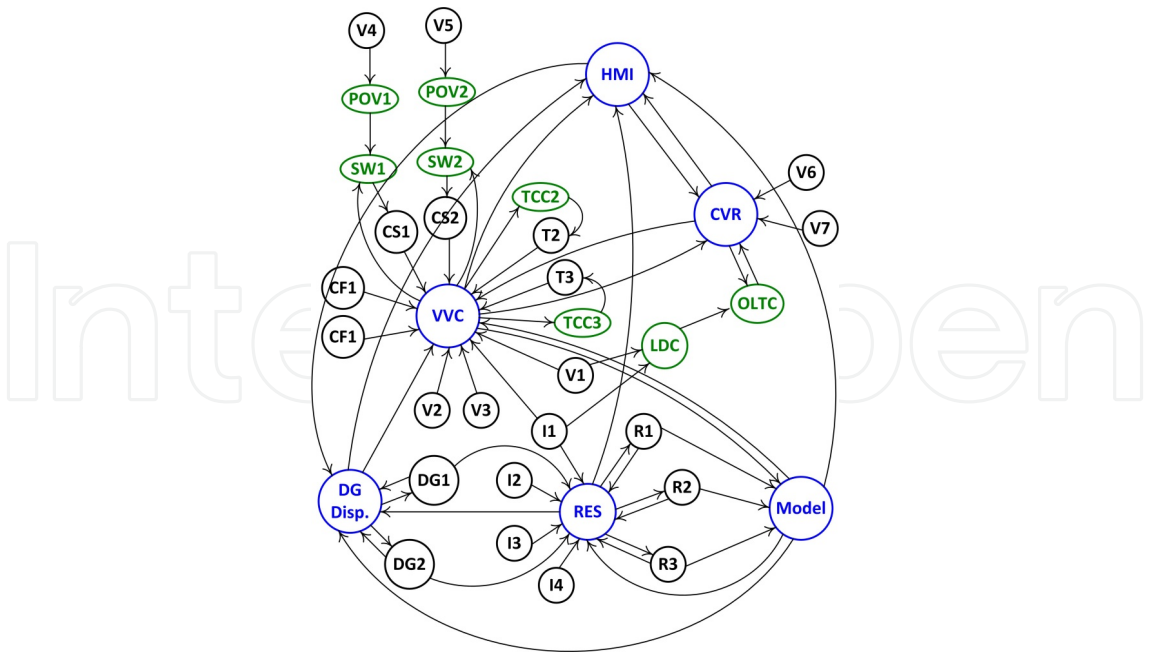 V4
V5
HMI
POV1
POV2
SW1
SW2
V6
TCC2
CVR
CS1
CS2
T2
V7
T3
CF1
OLTC
VVC
TCC3
CF1
LDC
V1
V2
V3
I1
R1
DG1
I2
R2
DG
Disp.
RES
Model
I3
DG2
R3
I4